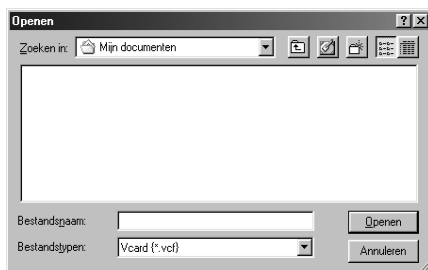 Openen
Zoeken in: Mijn documenten
Bestandsnaam:
Openen
Bestandstypen: Vcard {*.vcf}
Annuleren